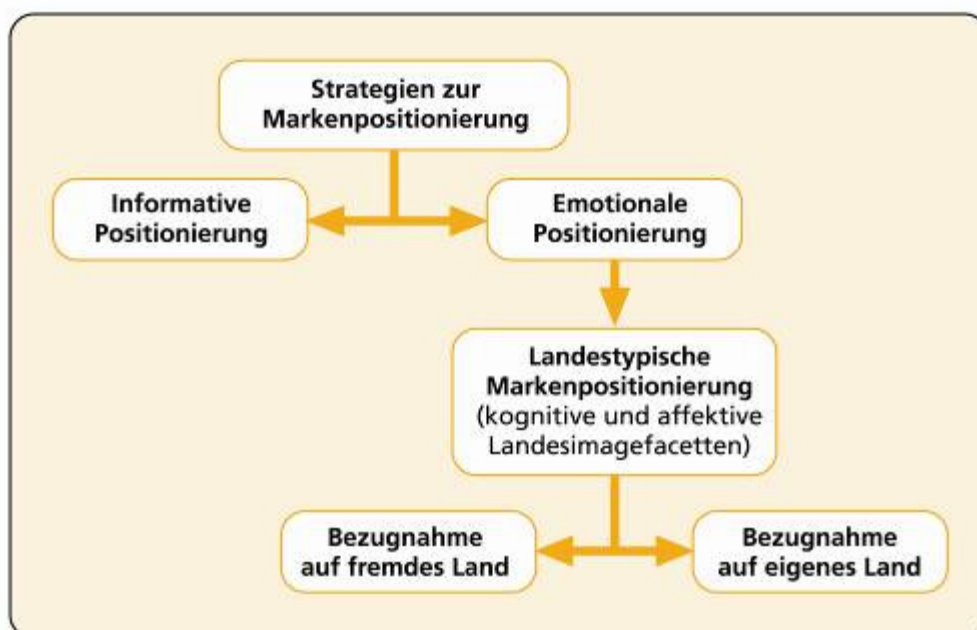 Strategien zur
Markenpositionierung
Informative
Positionierung
Emotionale
Positionierung
Landestypische
Markenpositionierung
(kognitive und affektive
Landesimagefacetten)
Bezugnahme
auf fremdes Land
Bezugnahme
auf eigenes Land